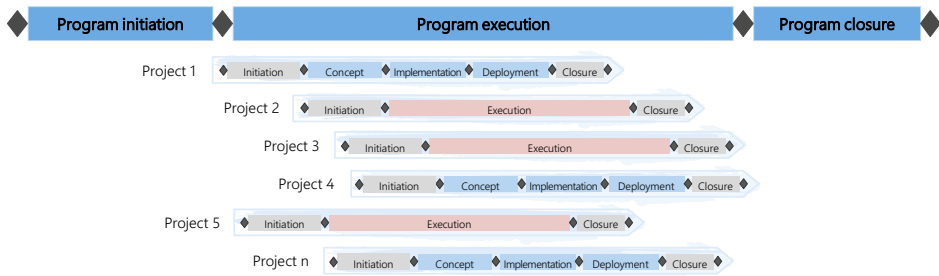 Program initiation Program execution Program closure
Project 1 Initiation Concept Implementation Deployment Closure
Project 2 Initiation Execution Closure
Project 3 Initiation Execution Closure
Project 4 Initiation Concept Implementation Deployment Closure
Project 5 Initiation Execution Closure
Project n Initiation Concept Implementation Deployment Closure